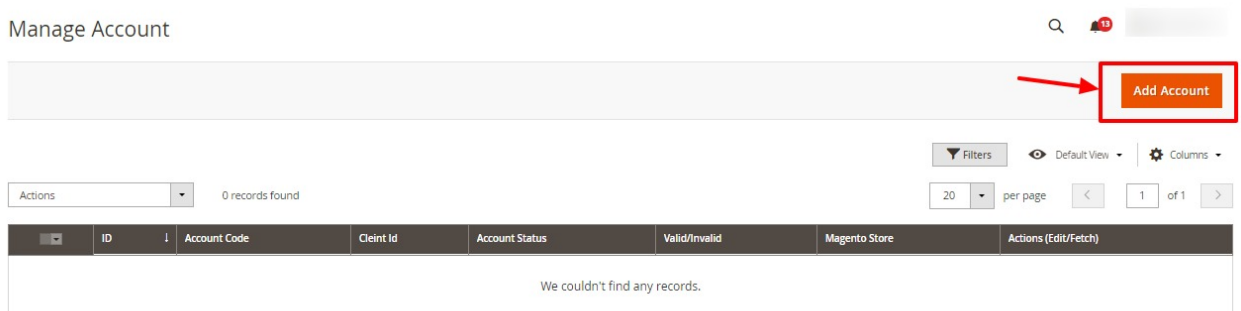 Manage Account
13
Add Account
Filters Default View Columns
Actions 0 records found 20 per page 1 of 1
ID Account Code Cleint Id Account Status Valid/Invalid Magento Store Actions (Edit/Fetch)
We couldn't find any records.